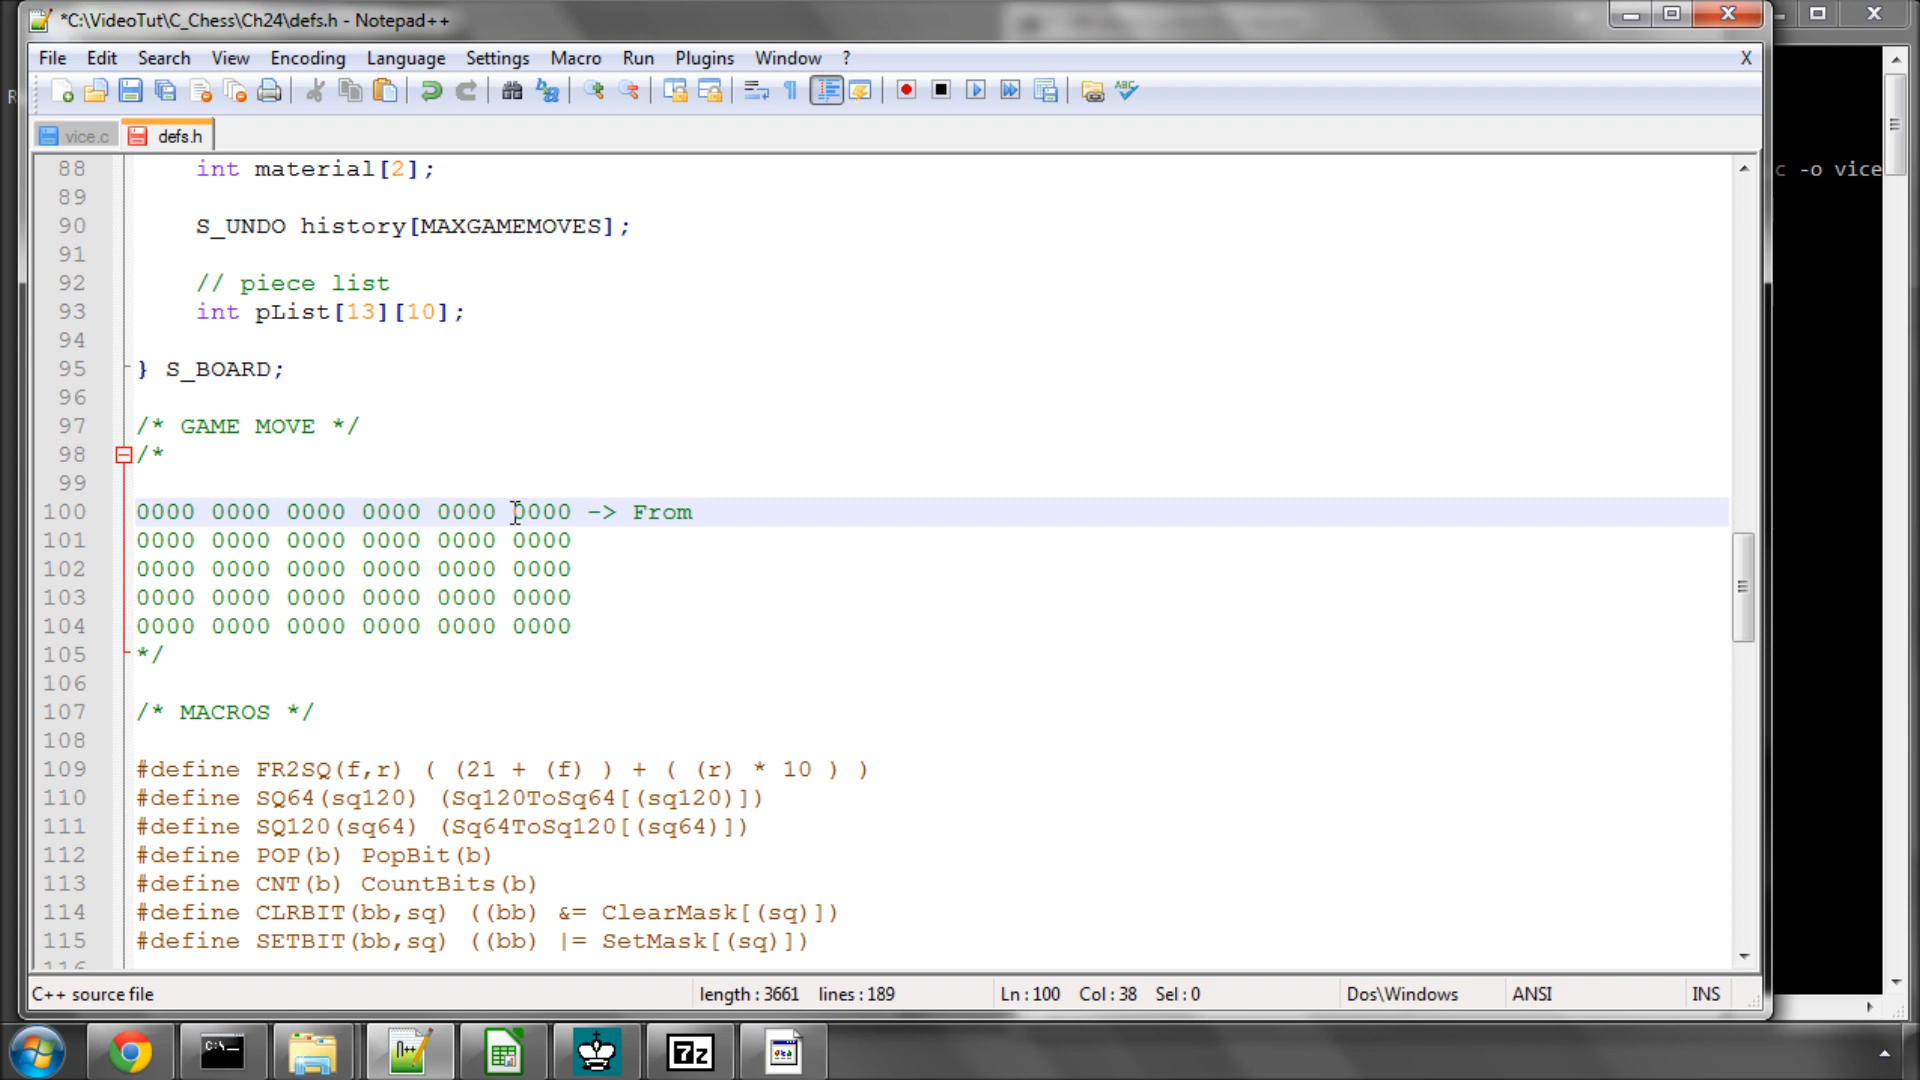 *C:\VideoTut\C_Chess\Ch24\defs.h - Notepad++
File Edit Search View Encoding Language Settings Macro Run Plugins Window ? X
vice.c defs.h
88 int material[2];
89
90 S_UNDO history[MAXGAMEMOVES];
91
92 // piece list
93 int pList[13][10];
94
95 } S_BOARD;
96
97 /* GAME MOVE */
98 /*
99
100 0000 0000 0000 0000 0000 0000 -> From
101 0000 0000 0000 0000 0000 0000
102 0000 0000 0000 0000 0000 0000
103 0000 0000 0000 0000 0000 0000
104 0000 0000 0000 0000 0000 0000
105 */
106
107 /* MACROS */
108
109 #define FR2SQ(f,r) ( (21 + (f) ) + ( (r) * 10 ) )
110 #define SQ64(sq120) (Sq120ToSq64[(sq120)])
111 #define SQ120(sq64) (Sq64ToSq120[(sq64)])
112 #define POP(b) PopBit(b)
113 #define CNT(b) CountBits(b)
114 #define CLRBIT(bb,sq) ((bb) &= ClearMask[(sq)])
115 #define SETBIT(bb,sq) ((bb) |= SetMask[(sq)])
c -o vice
C++ source file length : 3661 lines : 189 Ln : 100 Col : 38 Sel : 0 Dos\Windows ANSI INS
C:\_
7z